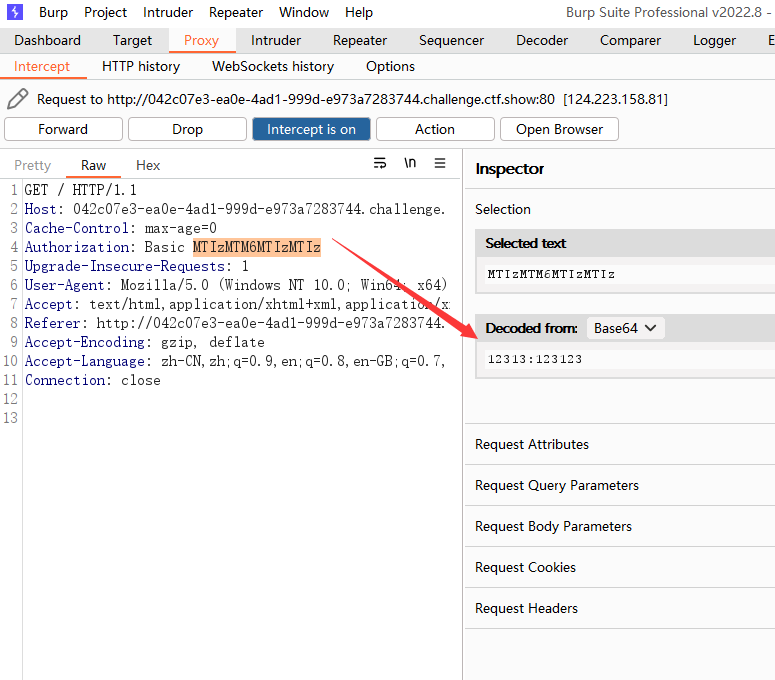 Burp Project Intruder Repeater Window Help Burp Suite Professional v2022.8 -
Dashboard Target Proxy Intruder Repeater Sequencer Decoder Comparer Logger E
Intercept HTTP history WebSockets history Options
Request to http://042c07e3-ea0e-4ad1-999d-e973a7283744.challenge.ctf.show:80 [124.223.158.81]
Forward Drop Intercept is on Action Open Browser
Pretty Raw Hex \n
1 GET / HTTP/1.1
2 Host: 042c07e3-ea0e-4ad1-999d-e973a7283744.challenge.
3 Cache-Control: max-age=0
4 Authorization: Basic MTIzMTM6MTIzMTIz
5 Upgrade-Insecure-Requests: 1
6 User-Agent: Mozilla/5.0 (Windows NT 10.0; Win64; x64)
7 Accept: text/html,application/xhtml+xml,application/x
8 Referer: http://042c07e3-ea0e-4ad1-999d-e973a7283744.
9 Accept-Encoding: gzip, deflate
10 Accept-Language: zh-CN,zh;q=0.9,en;q=0.8,en-GB;q=0.7,
11 Connection: close
12
13
Inspector
Selection
Selected text
MTIzMTM6MTIzMTIz
Decoded from: Base64
12313:123123
Request Attributes
Request Query Parameters
Request Body Parameters
Request Cookies
Request Headers